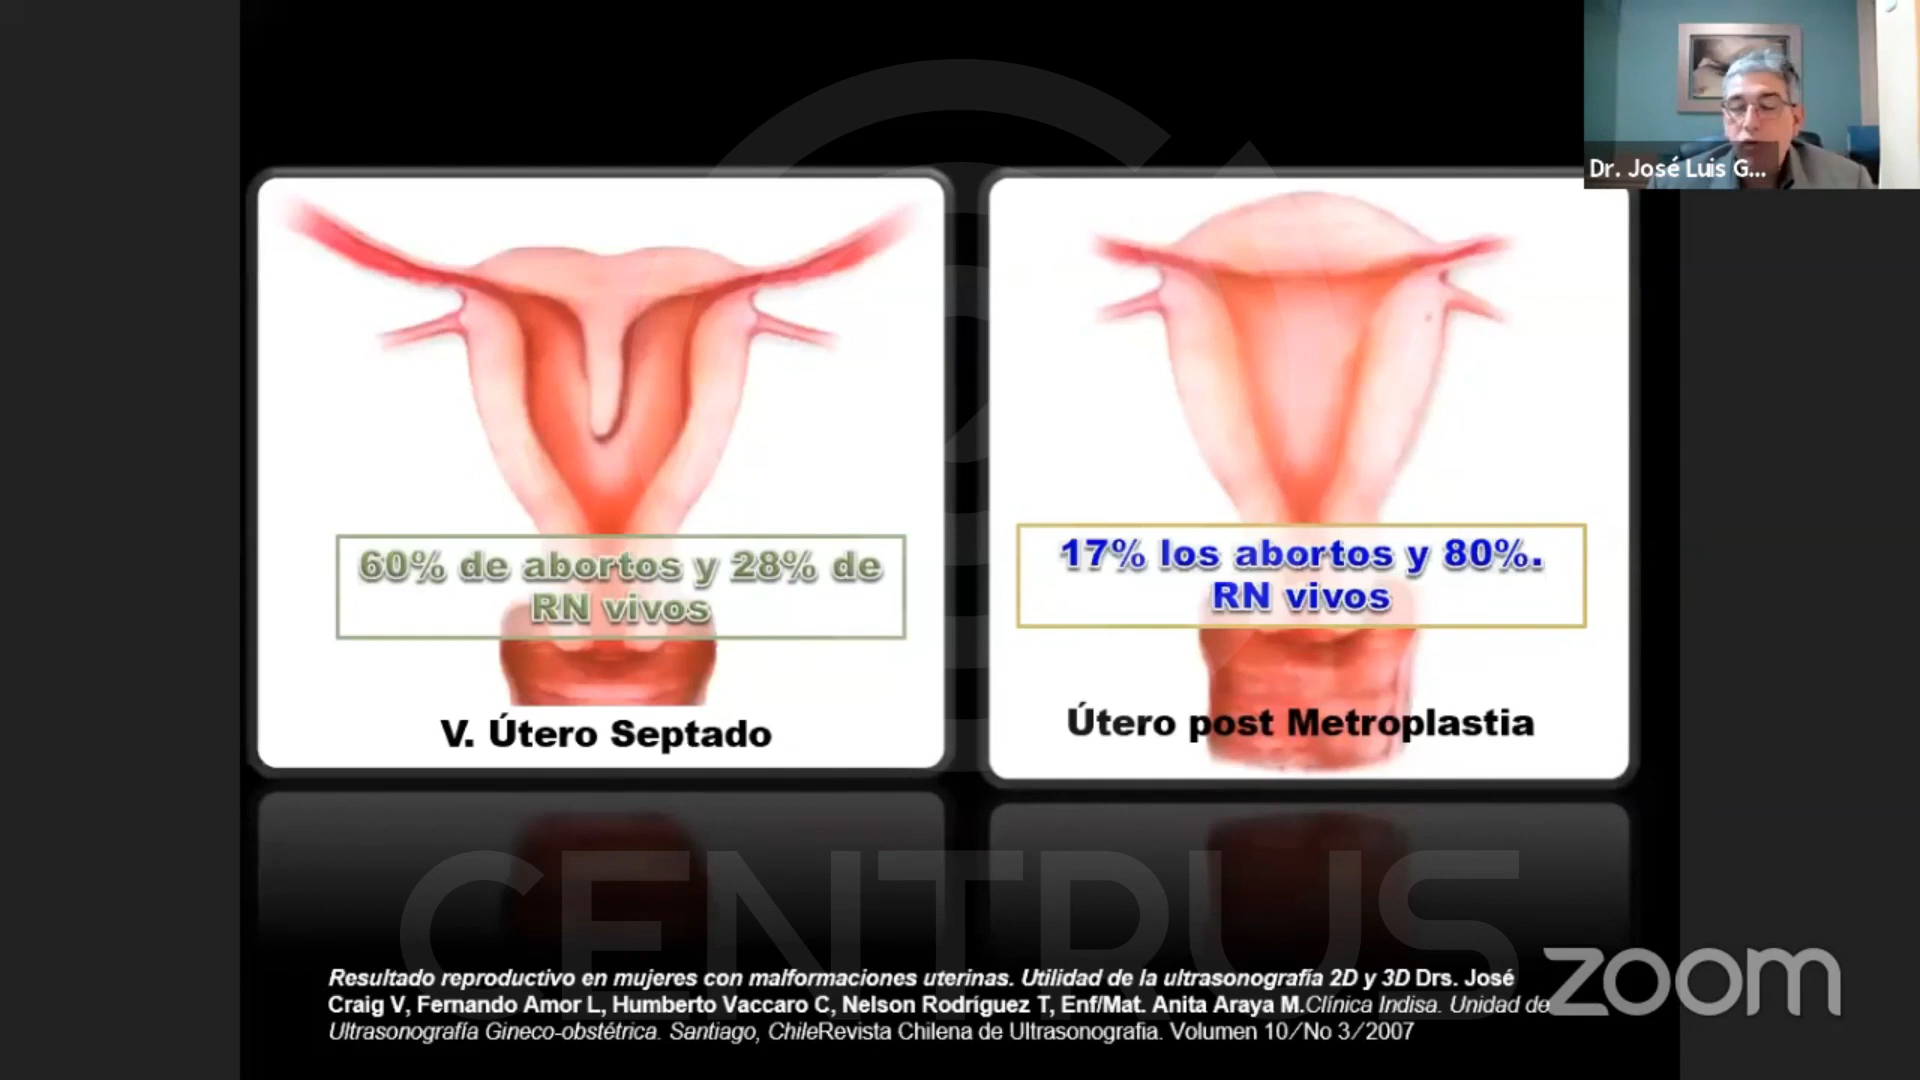 Dr. José Luis G...
60% de abortos y 28% de
RN vivos
V. Útero Septado
17% los abortos y 80%.
RN vivos
Útero post Metroplastia
CENTRUS
Resultado reproductivo en mujeres con malformaciones uterinas. Utilidad de la ultrasonografía 2D y 3D Drs. José
Craig V, Fernando Amor L, Humberto Vaccaro C, Nelson Rodríguez T, Enf/Mat. Anita Araya M.Clínica Indisa. Unidad de
Ultrasonografía Gineco-obstétrica. Santiago, ChileRevista Chilena de Ultrasonografia. Volumen 10/No 3/2007
zoom